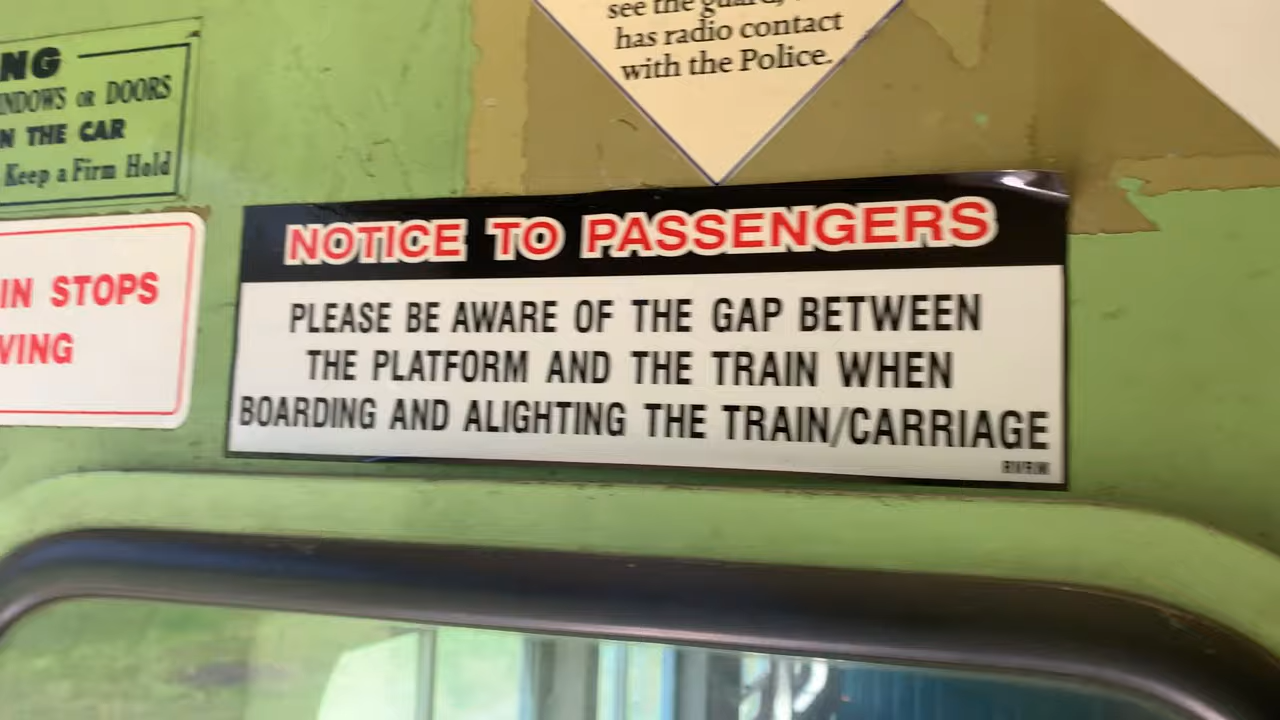 see the guard,
has radio contact
with the Police.
NG
INDOWS OR DOORS
N THE CAR
Keep a Firm Hold
IN STOPS
VING
NOTICE TO PASSENGERS
PLEASE BE AWARE OF THE GAP BETWEEN
THE PLATFORM AND THE TRAIN WHEN
BOARDING AND ALIGHTING THE TRAIN/CARRIAGE
BVRM